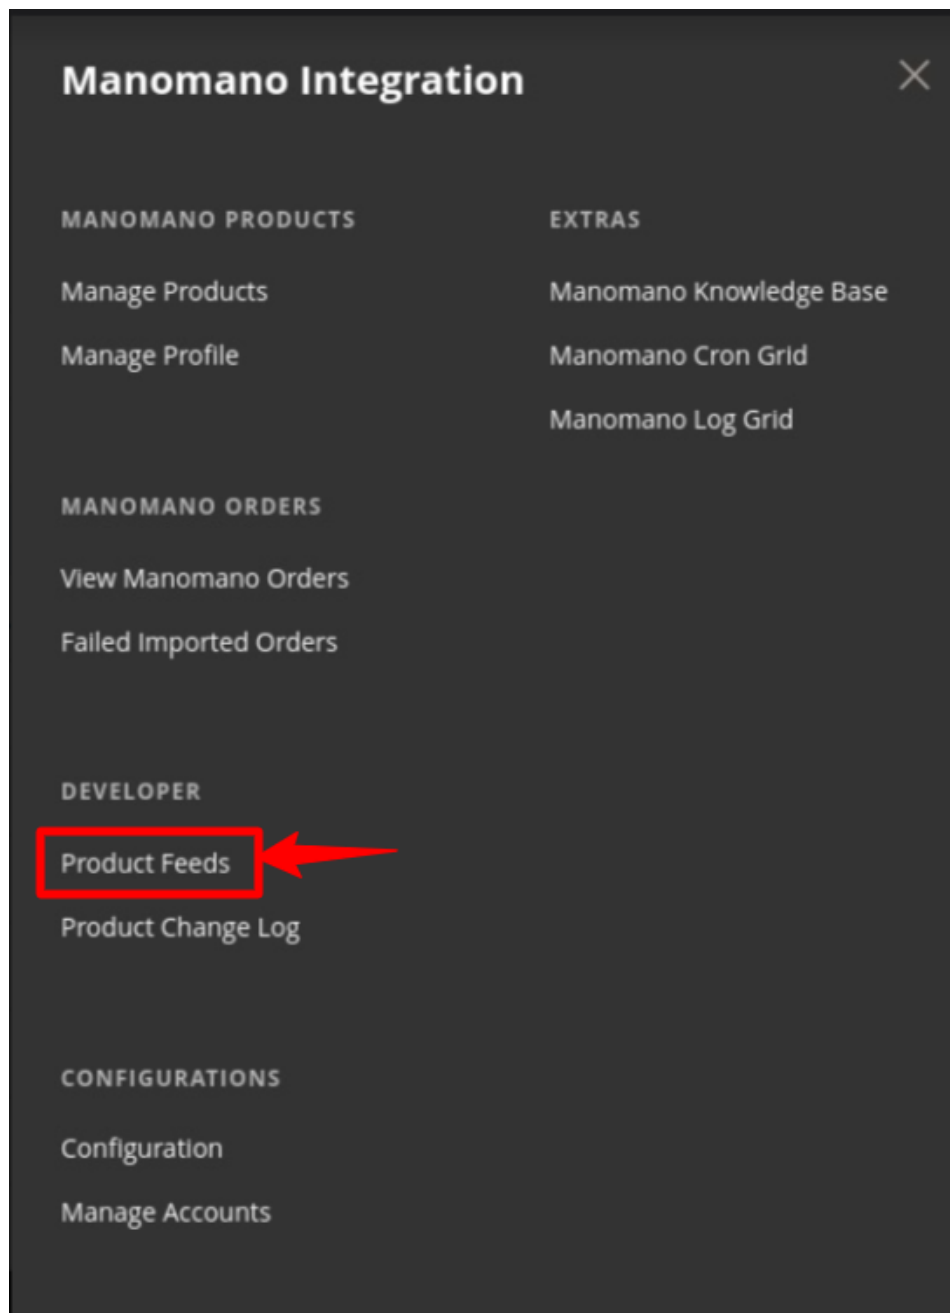 Manomano Integration
MANOMANO PRODUCTS
Manage Products
Manage Profile
EXTRAS
Manomano Knowledge Base
Manomano Cron Grid
Manomano Log Grid
MANOMANO ORDERS
View Manomano Orders
Failed Imported Orders
DEVELOPER
Product Feeds
Product Change Log
CONFIGURATIONS
Configuration
Manage Accounts